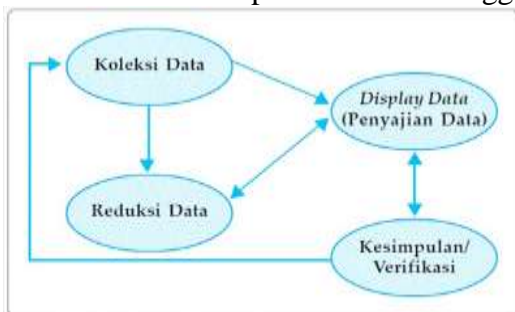 Koleksi Data
Display Data
(Penyajian Data)
Reduksi Data
Kesimpulan/
Verifikasi